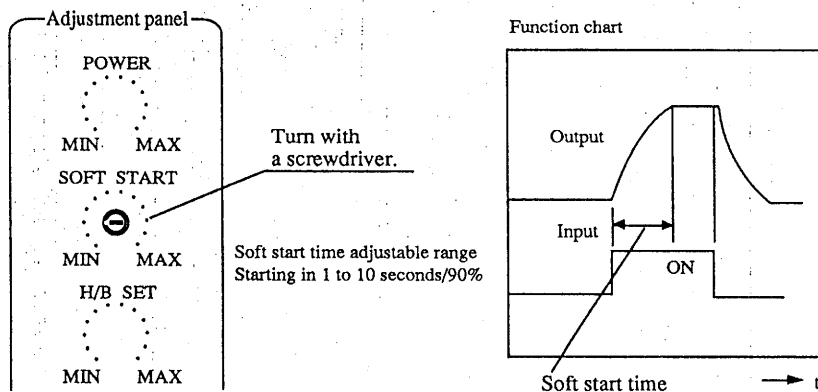 Adjustment panel
POWER
MIN MAX
SOFT START
MIN MAX
H/B SET
MIN MAX
Turn with
a screwdriver.
Soft start time adjustable range
Starting in 1 to 10 seconds/90%
Function chart
Output
Input
ON
Soft start time
t